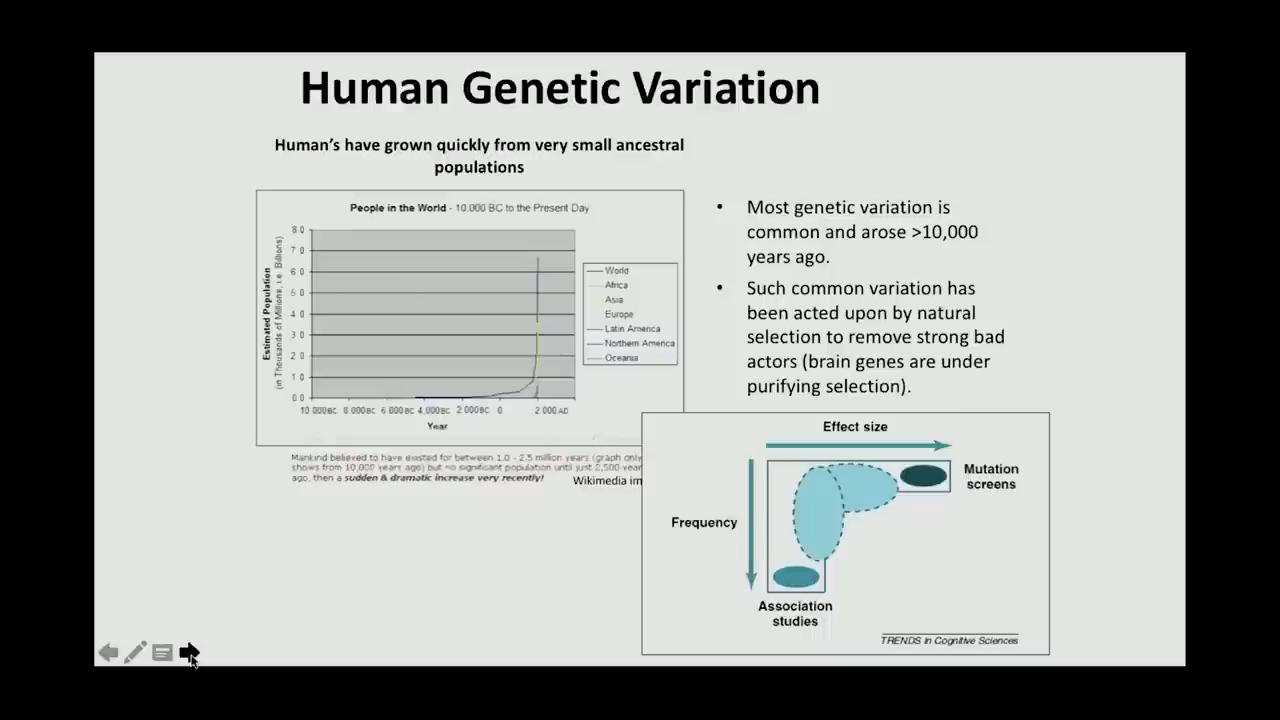 Human Genetic Variation
Human's have grown quickly from very small ancestral
populations
People in the World - 10,000 BC to the Present Day
Estimated Population
(in Thousands of Millions, i.e. Billions)
8.0
7.0
6.0
5.0
4.0
3.0
2.0
1.0
0.0
10 000BC 8,000BC 6 000BC 4,000BC 2 000BC 0 2 000 AD
Year
World
Africa
Asia
Europe
Latin America
Northern America
Oceania
Mankind believed to have existed for between 1.0 - 2.5 million years (graph only
shows from 10,000 years ago) but no significant population until just 2,500 year
ago, then a sudden & dramatic increase very recently!
Wikimedia im
• Most genetic variation is
common and arose >10,000
years ago.
• Such common variation has
been acted upon by natural
selection to remove strong bad
actors (brain genes are under
purifying selection).
Effect size
Mutation
screens
Frequency
Association
studies
TRENDS in Cognitive Sciences